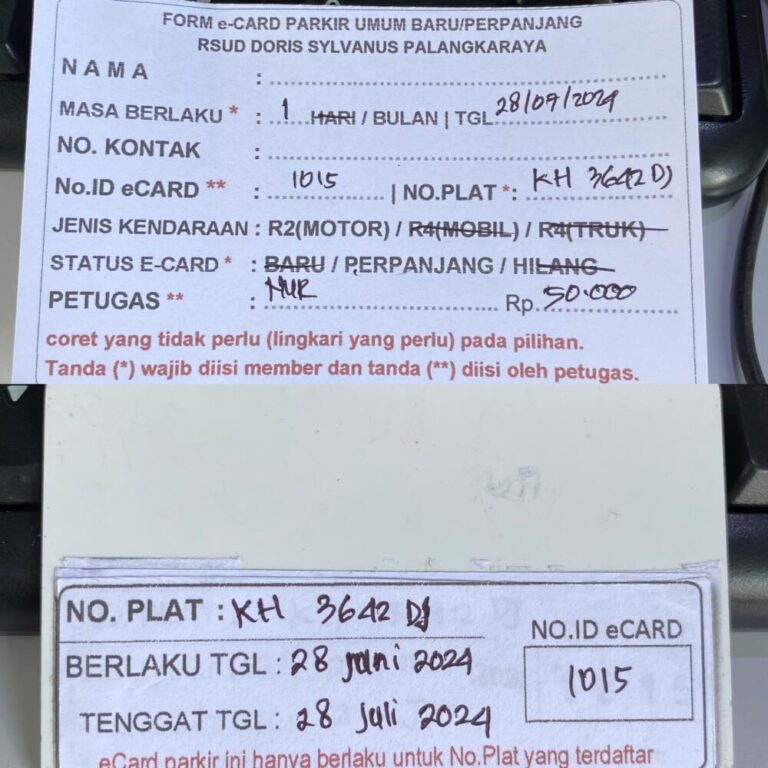 FORM e-CARD PARKIR UMUM BARU/PERPANJANG
RSUD DORIS SYLVANUS PALANGKARAYA
NAMA :
MASA BERLAKU * : 1 HARI / BULAN | TGL 28/09/2024
NO. KONTAK :
No.ID eCARD ** : 1015 | NO.PLAT * : KH 3642 DJ
JENIS KENDARAAN : R2(MOTOR) / R4(MOBIL) / R4(TRUK)
STATUS E-CARD * : BARU / PERPANJANG / HILANG
PETUGAS ** : NUR Rp. 50.000
coret yang tidak perlu (lingkari yang perlu) pada pilihan.
Tanda (*) wajib diisi member dan tanda (**) diisi oleh petugas.
NO. PLAT : KH 3642 DJ
BERLAKU TGL : 28 juni 2024
TENGGAT TGL : 28 juli 2024
NO.ID eCARD
1015
eCard parkir ini hanya berlaku untuk No.Plat yang terdaftar